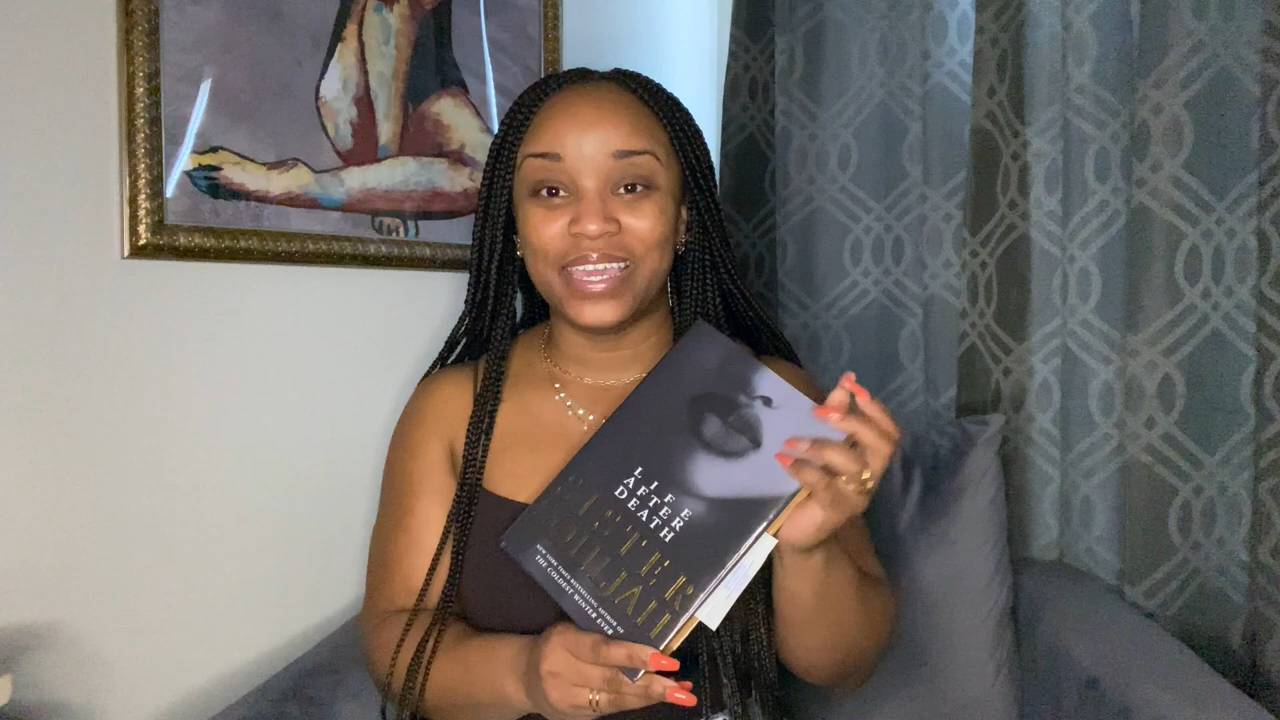 LIFE
AFTER
DEATH
SISTER
SOULJAH
NEW YORK TIMES BESTSELLING AUTHOR OF
THE COLDEST WINTER EVER